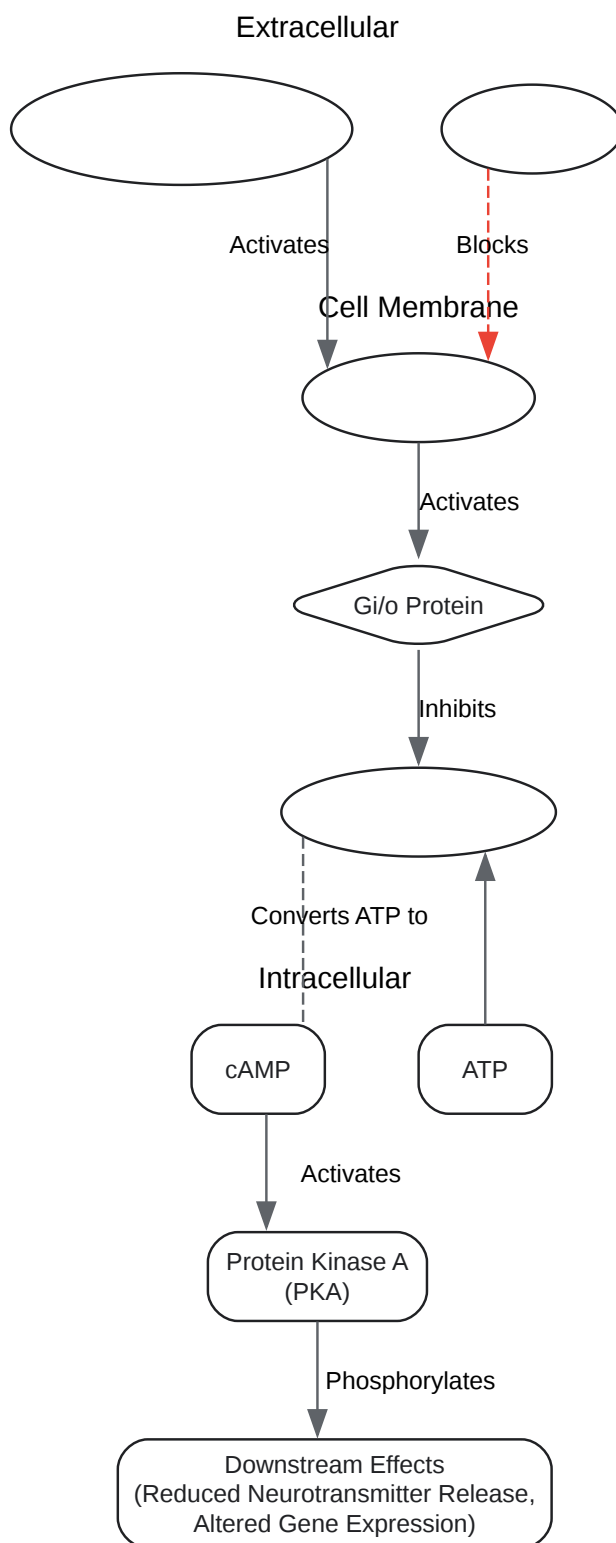 Extracellular
Activates
Blocks
Cell Membrane
Activates
Gi/o Protein
Inhibits
Converts ATP to
Intracellular
cAMP
ATP
Activates
Protein Kinase A
(PKA)
Phosphorylates
Downstream Effects
(Reduced Neurotransmitter Release,
Altered Gene Expression)